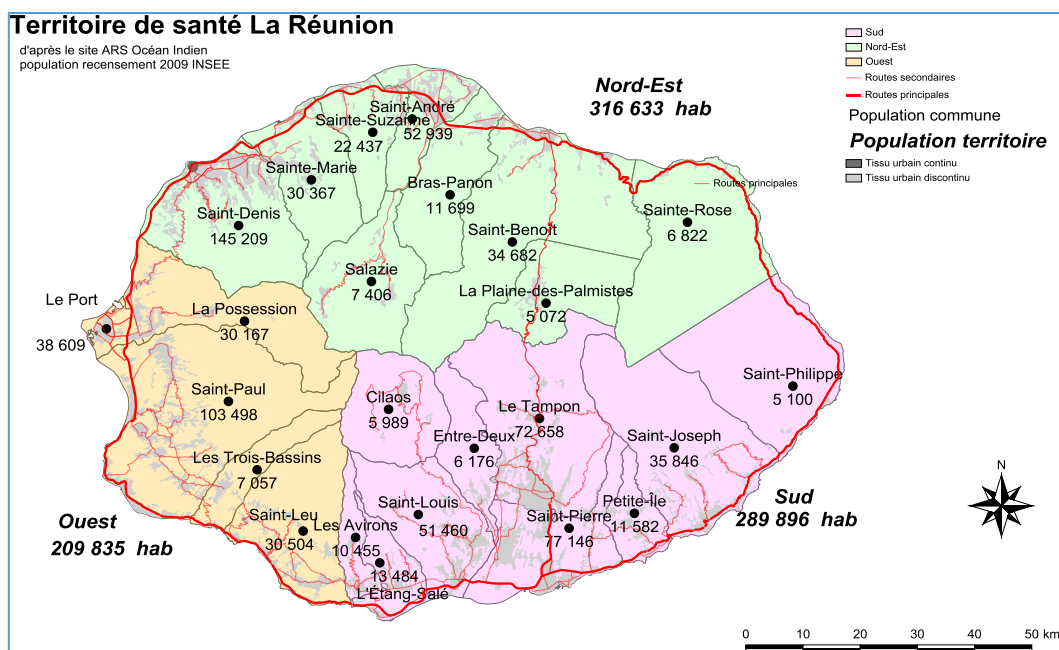 Territoire de santé La Réunion
d'après le site ARS Océan Indien
population recensement 2009 INSEE
Sud
Nord-Est
Ouest
Routes secondaires
Routes principales
Population commune
Population territoire
Tissu urbain continu
Tissu urbain discontinu
Nord-Est
316 633 hab
Saint-André
52 939
Sainte-Suzanne
22 437
Sainte-Marie
30 367
Bras-Panon
11 699
Routes principales
Saint-Denis
145 209
Sainte-Rose
6 822
Saint-Benoît
34 682
Salazie
7 406
La Plaine-des-Palmistes
5 072
Le Port
38 609
La Possession
30 167
Saint-Paul
103 498
Cilaos
5 989
Saint-Philippe
5 100
Le Tampon
72 658
Entre-Deux
6 176
Saint-Joseph
35 846
Les Trois-Bassins
7 057
Saint-Louis
51 460
Petite-Île
11 582
Saint-Leu
30 504
Les Avirons
10 455
Saint-Pierre
77 146
13 484
L'Étang-Salé
Ouest
209 835 hab
Sud
289 896 hab
N
0 10 20 30 40 50 km